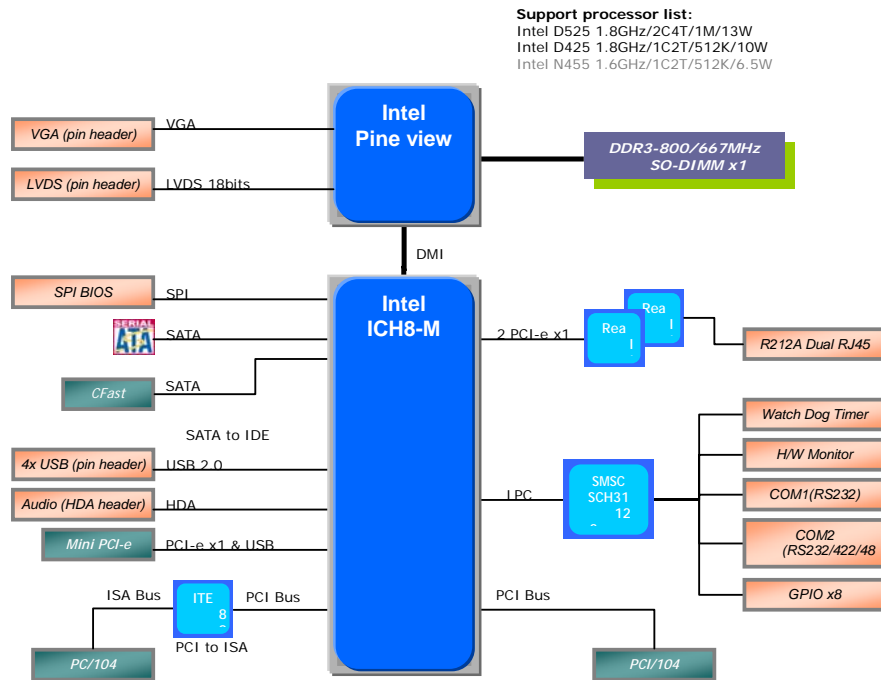 Support processor list:
Intel D525 1.8GHz/2C4T/1M/13W
Intel D425 1.8GHz/1C2T/512K/10W
Intel N455 1.6GHz/1C2T/512K/6.5W
Intel
Pine view
VGA (pin header)
VGA
LVDS (pin header)
LVDS 18bits
DDR3-800/667MHz
SO-DIMM x1
DMI
Intel
ICH8-M
SPI BIOS
SPI
SERIAL
ATA
SATA
CFast
SATA
SATA to IDE
4x USB (pin header)
USB 2.0
Audio (HDA header)
HDA
Mini PCI-e
PCI-e x1 & USB
ISA Bus
ITE
8
PCI Bus
PCI to ISA
PC/104
2 PCI-e x1
Rea
l
Rea
l
R212A Dual RJ45
LPC
SMSC
SCH31
12
Watch Dog Timer
H/W Monitor
COM1(RS232)
COM2
(RS232/422/48
GPIO x8
PCI Bus
PCI/104